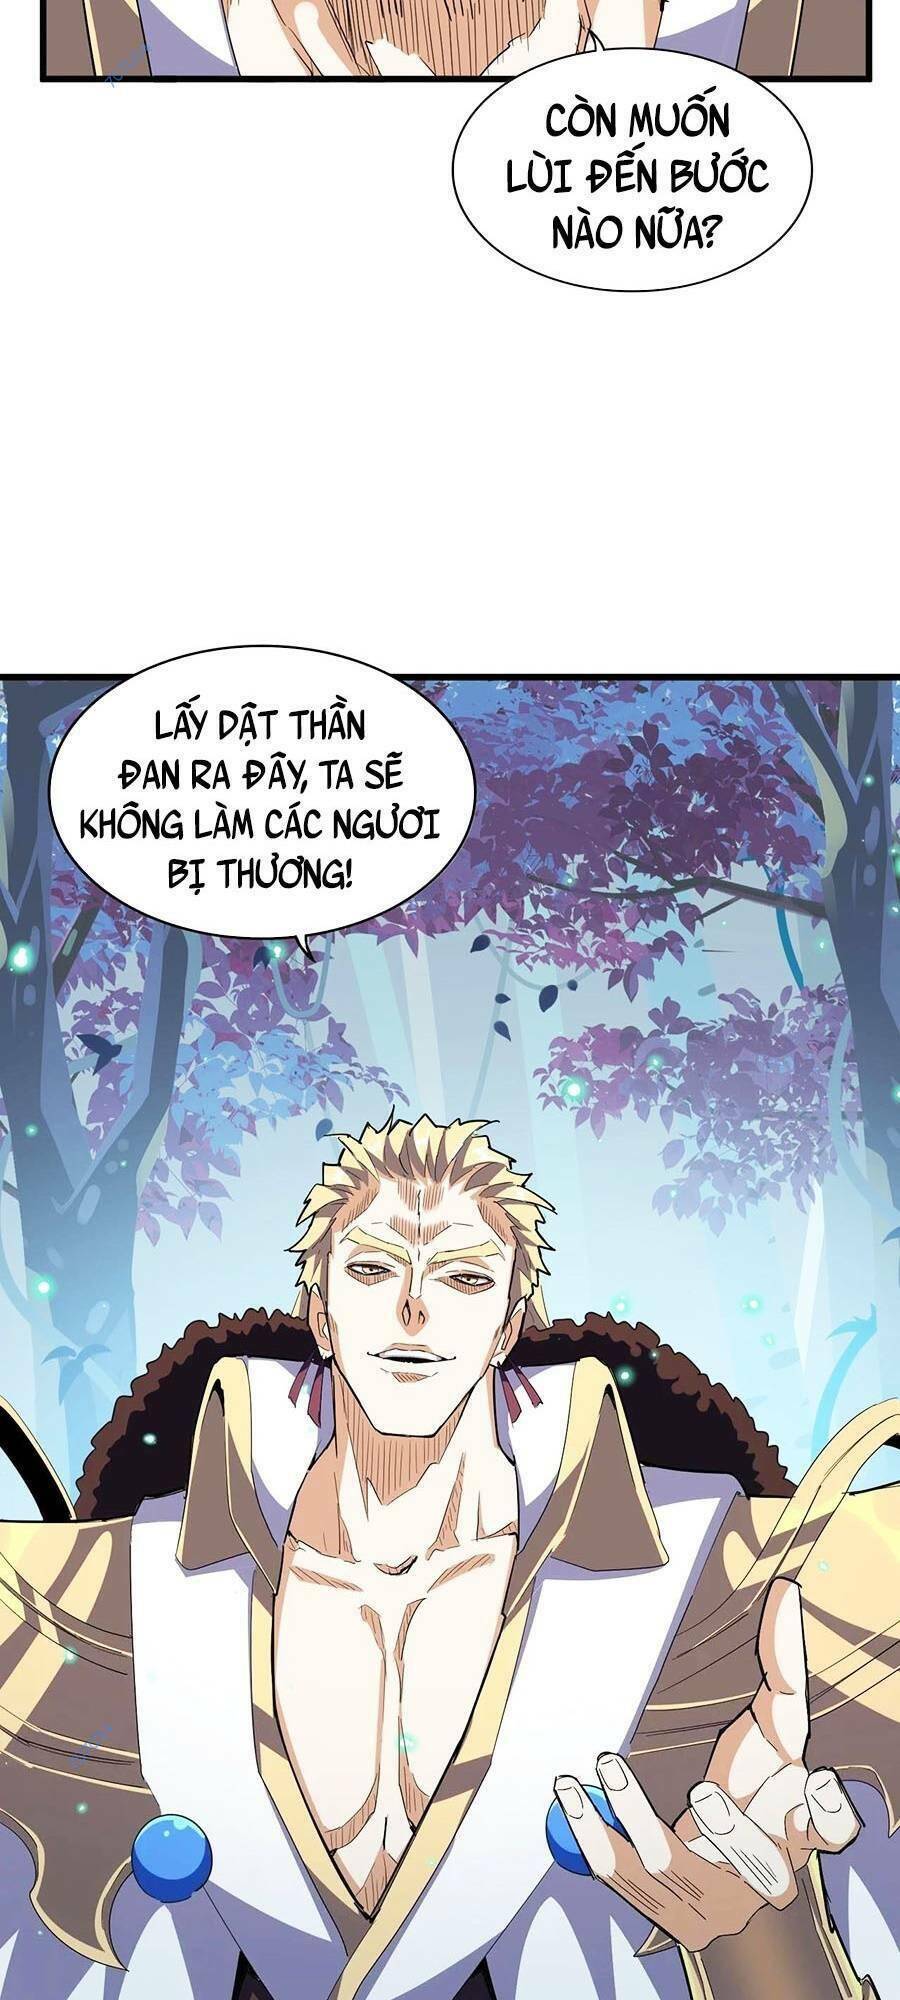 CÒN MUỐN
LÙI ĐẾN BƯỚC
NÀO NỮA?
LẤY DẬT THẦN
ĐAN RA ĐÂY, TA SẼ
KHÔNG LÀM CÁC NGƯƠI
BỊ THƯƠNG!